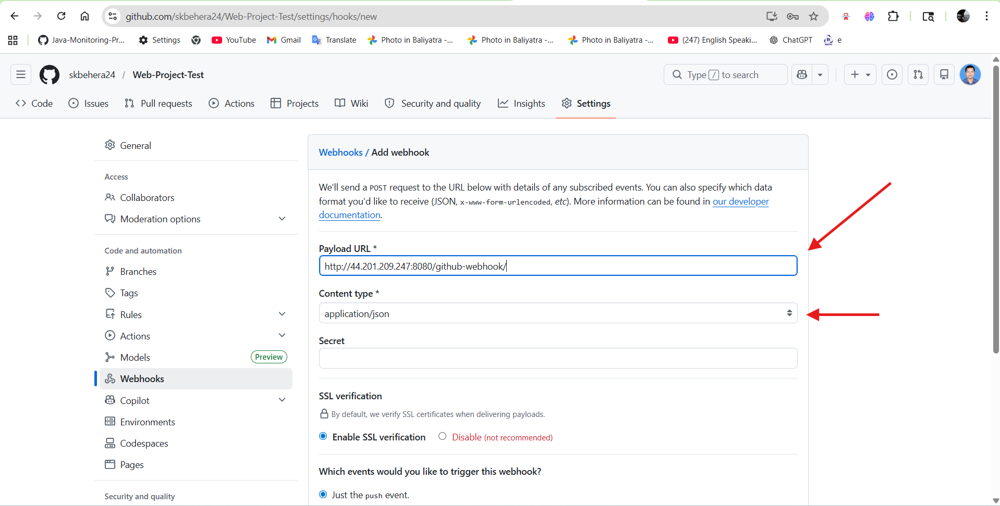 github.com/skbehera24/Web-Project-Test/settings/hooks/new
Java-Monitoring-Pr... Settings YouTube Gmail Translate Photo in Baliyatra -... Photo in Baliyatra -... Photo in Baliyatra -... (247) English Speaki... ChatGPT e
skbehera24 / Web-Project-Test Type / to search
Code Issues Pull requests Actions Projects Wiki Security and quality Insights Settings
General
Access
Collaborators
Moderation options
Code and automation
Branches
Tags
Rules
Actions
Models Preview
Webhooks
Copilot
Environments
Codespaces
Pages
Security and quality
Webhooks / Add webhook
We'll send a POST request to the URL below with details of any subscribed events. You can also specify which data
format you'd like to receive (JSON, x-www-form-urlencoded, etc). More information can be found in our developer
documentation.
Payload URL *
http://44.201.209.247:8080/github-webhook/
Content type *
application/json
Secret
SSL verification
By default, we verify SSL certificates when delivering payloads.
Enable SSL verification Disable (not recommended)
Which events would you like to trigger this webhook?
Just the push event.